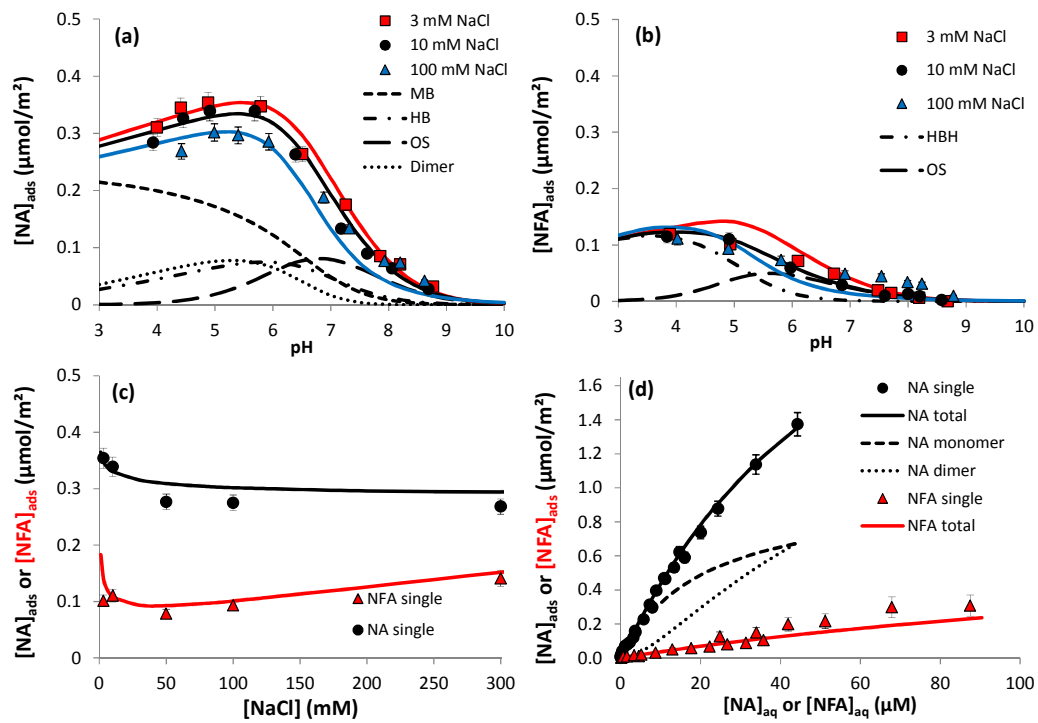 (a)
3 mM NaCl
10 mM NaCl
100 mM NaCl
MB
HB
OS
Dimer
[NA]ads (µmol/m²)
0.5
0.4
0.3
0.2
0.1
0
3 4 5 6 7 8 9 10
pH
(b)
3 mM NaCl
10 mM NaCl
100 mM NaCl
HBH
OS
[NFA]ads (µmol/m²)
0.5
0.4
0.3
0.2
0.1
0
3 4 5 6 7 8 9 10
pH
(c)
[NA]ads or [NFA]ads (µmol/m²)
0.5
0.4
0.3
0.2
0.1
0
NFA single
NA single
0 50 100 150 200 250 300
[NaCl] (mM)
(d)
NA single
NA total
NA monomer
NA dimer
NFA single
NFA total
[NA]ads or [NFA]ads (µmol/m²)
1.6
1.4
1.2
1.0
0.8
0.6
0.4
0.2
0.0
0 20 40 60 80 100
[NA]aq or [NFA]aq (µM)